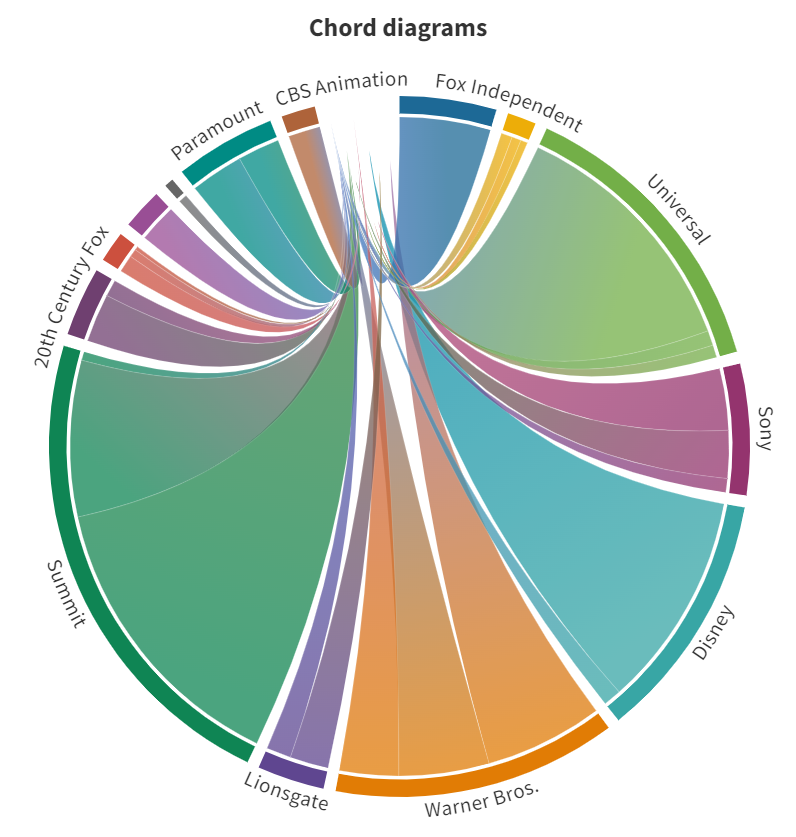 Chord diagrams
CBS Animation
Fox Independent
Universal
Sony
Disney
Warner Bros.
Lionsgate
Summit
20th Century Fox
Paramount